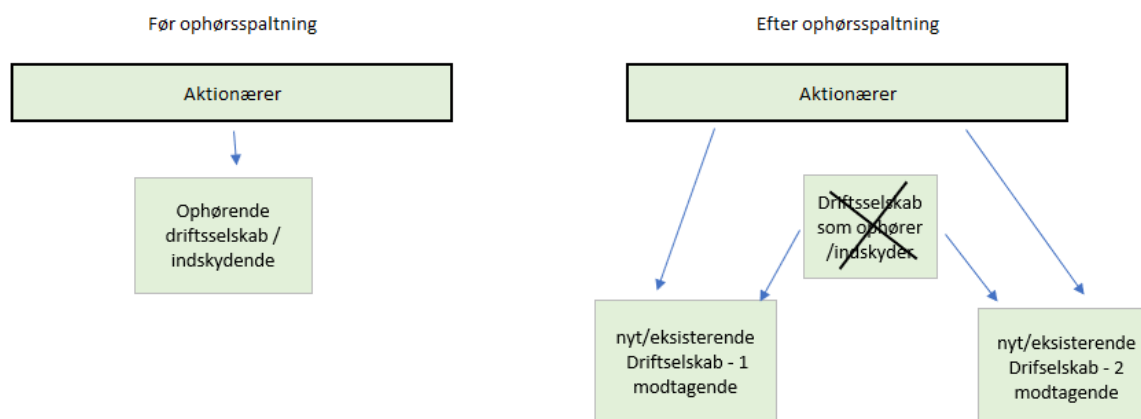 Før ophørsspaltning
Aktionærer
Ophørende
driftsselskab /
indskydende
Efter ophørsspaltning
Aktionærer
Driftsselskab
som ophører
/indskyder
nyt/eksisterende
Driftselskab - 1
modtagende
nyt/eksisterende
Drifselskab - 2
modtagende